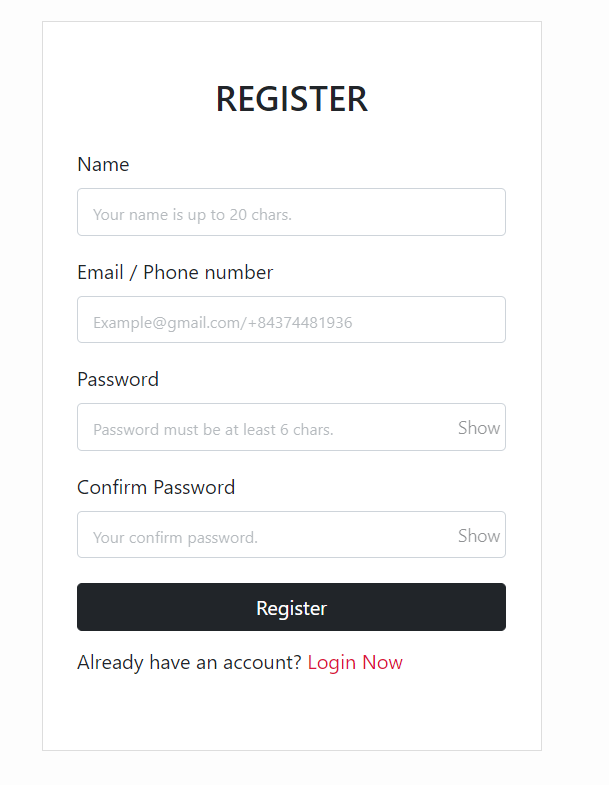 REGISTER
Name
Your name is up to 20 chars.
Email / Phone number
Example@gmail.com/+84374481936
Password
Password must be at least 6 chars.
Show
Confirm Password
Your confirm password.
Show
Register
Already have an account? Login Now